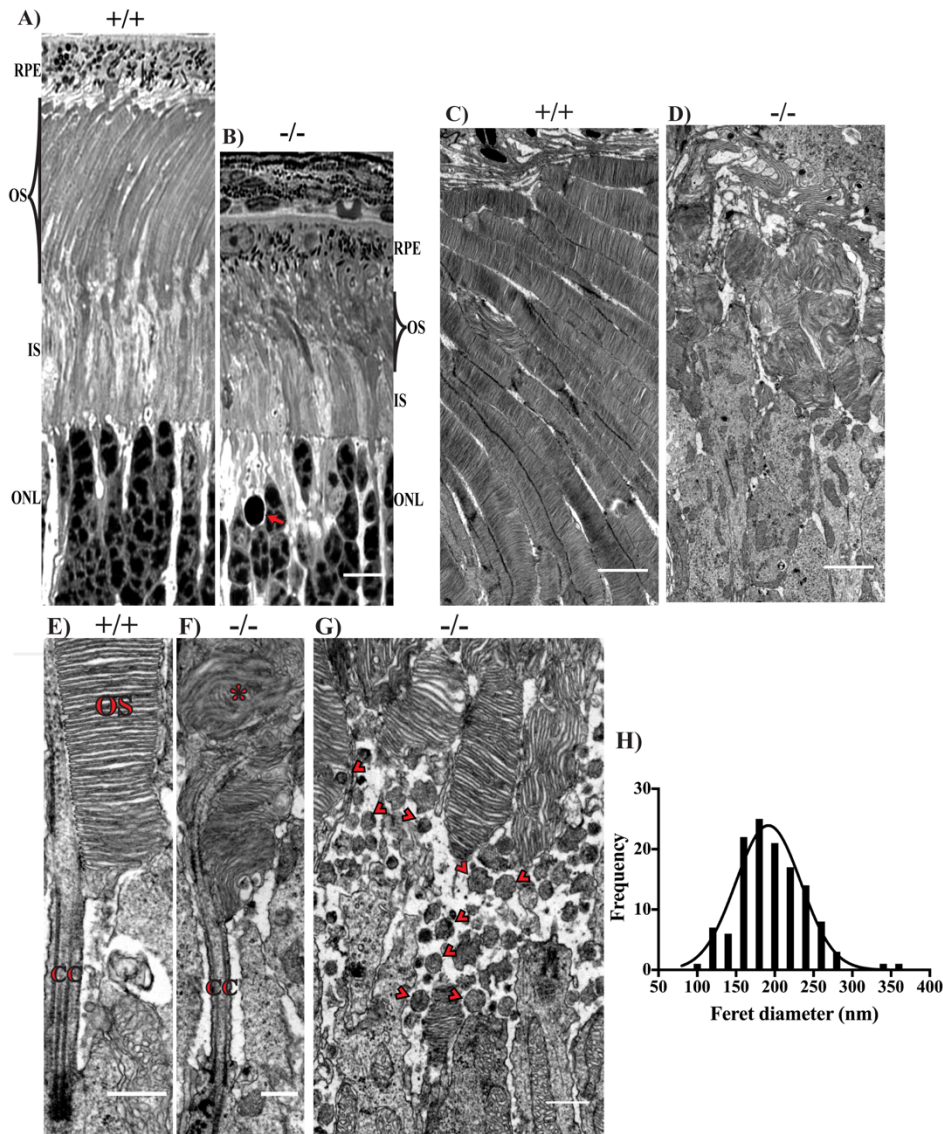 A) +/+
RPE
OS
IS
ONL
B) -/-
RPE
OS
IS
ONL
C) +/+
D) -/-
E) +/+
OS
CC
F) -/-
*
CC
G) -/-
H)
30
20
10
0
Frequency
50 100 150 200 250 300 350 400
Feret diameter (nm)